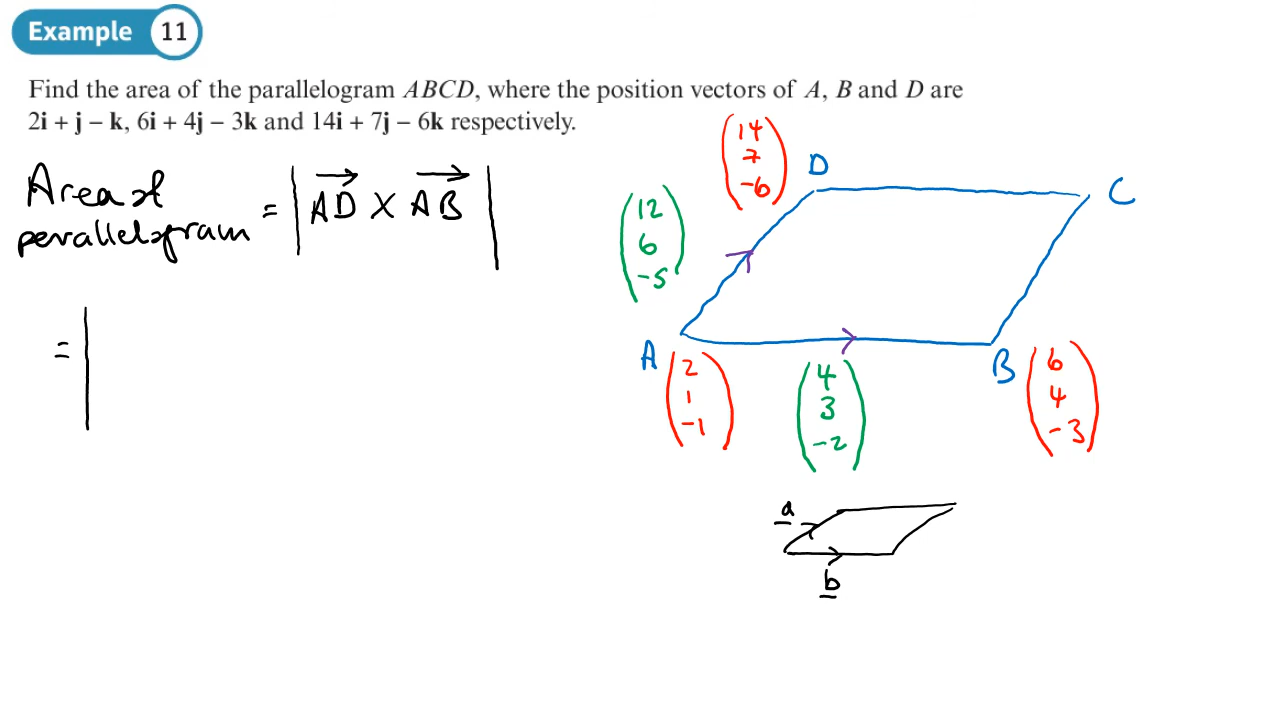 Example 11
Find the area of the parallelogram ABCD, where the position vectors of A, B and D are
2i + j − k, 6i + 4j − 3k and 14i + 7j − 6k respectively.
Area of
parallelogram = | AD × AB |
=
12
6
-5
14
7
-6
D
C
A
2
1
-1
4
3
-2
B
6
4
-3
a
b